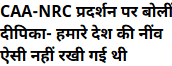 CAA-NRC प्रदर्शन पर बोलीं
दीपिका- हमारे देश की नींव
ऐसी नहीं रखी गई थी